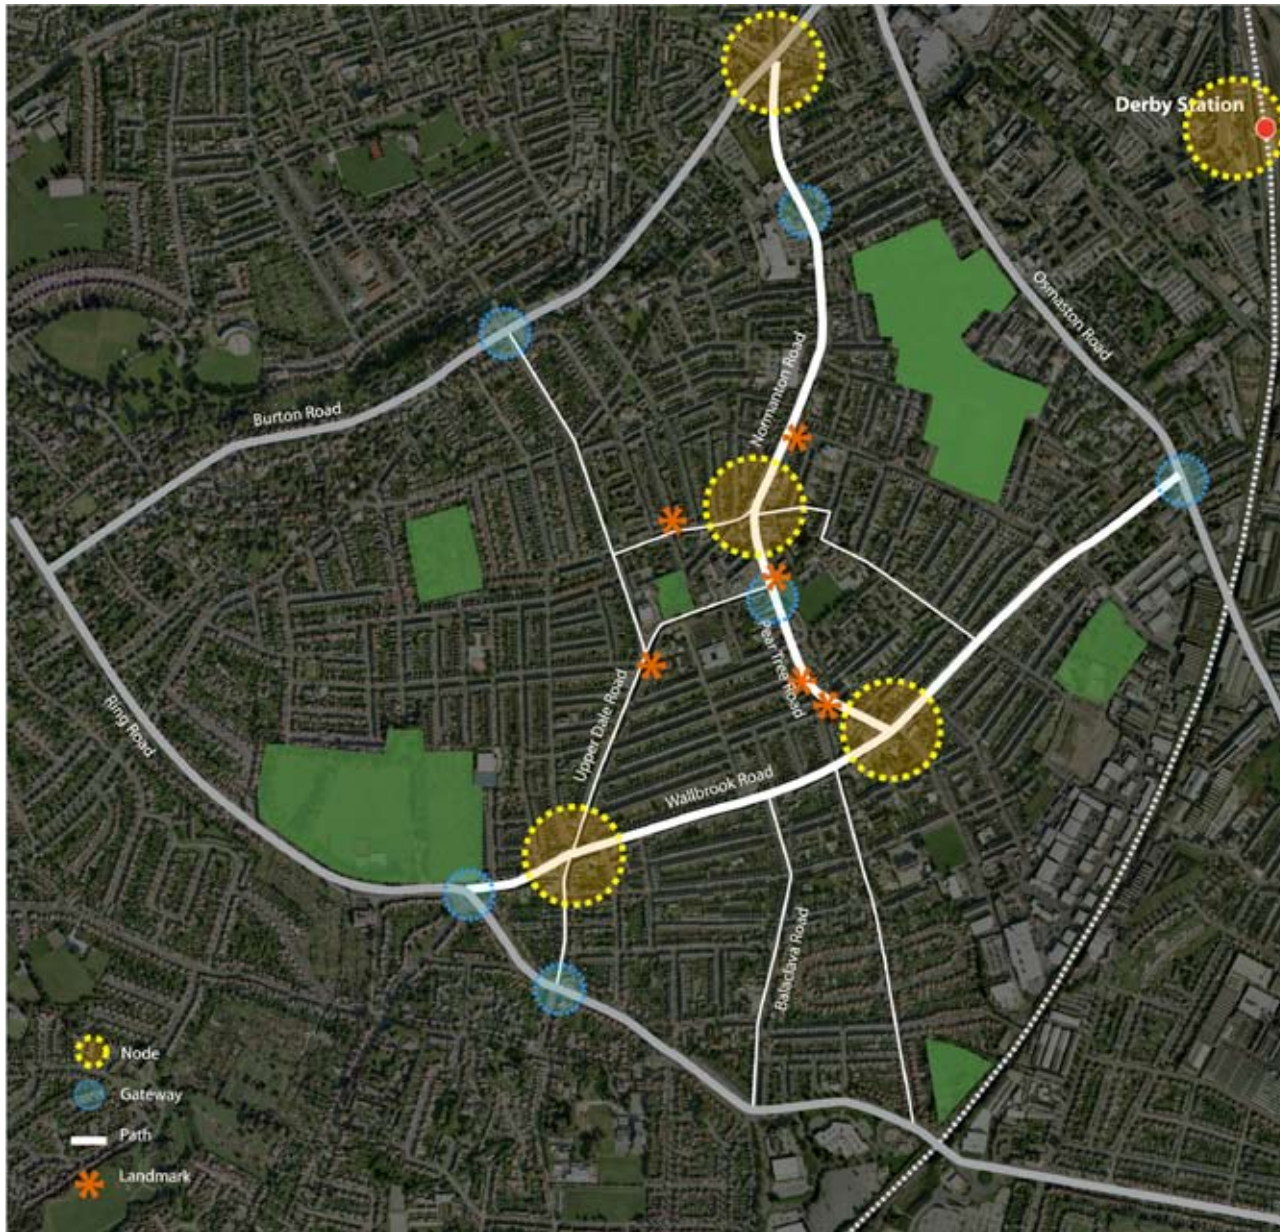 Derby Station
Osmaston Road
Normanton Road
Burton Road
Pear Tree Road
Upper Dale Road
Ring Road
Wallbrook Road
Balaclava Road
Node
Gateway
Path
Landmark